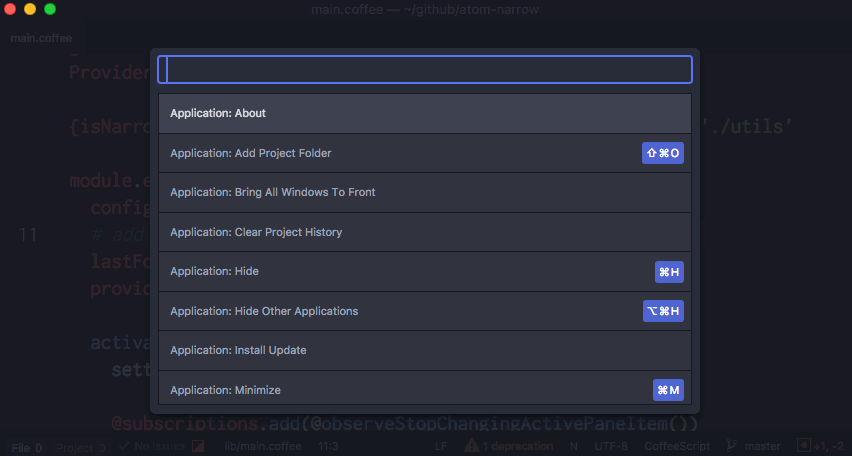 main.coffee — ~/github/atom-narrow
main.coffee
Provider
{isNarro './utils'
Application: About
Application: Add Project Folder ⇧⌘O
Application: Bring All Windows To Front
module.e
config
Application: Clear Project History
11 # add
lastFo
Application: Hide ⌘H
provid
Application: Hide Other Applications ⌥⌘H
activa
Application: Install Update
sett
Application: Minimize ⌘M
@subscriptions.add(@observeStopChangingActivePaneItem())
File 0 Project 0 ✓ No Issues lib/main.coffee 11:3 LF 1 deprecation N UTF-8 CoffeeScript master +1, -2